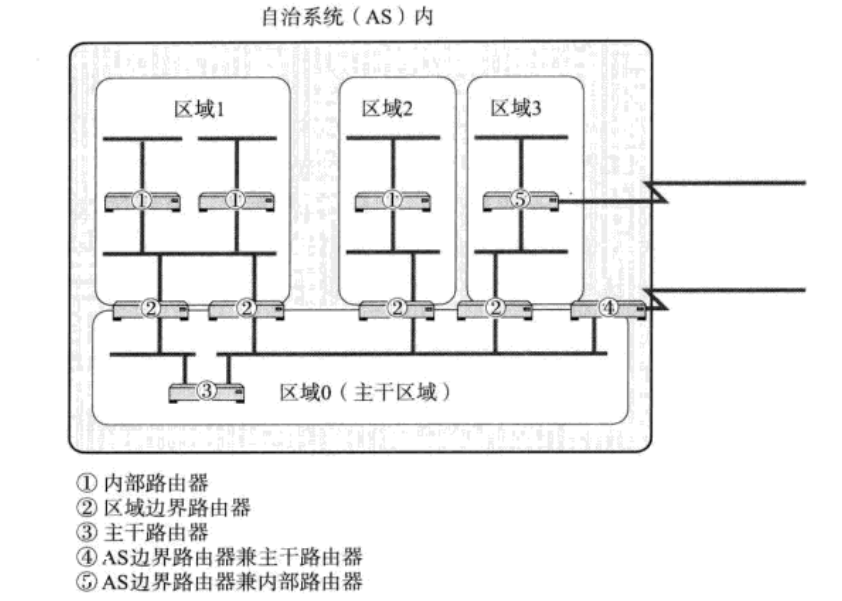 自治系统（AS）内
区域1
区域2
区域3
① ① ① ⑤
② ② ② ② ④
③
区域0（主干区域）
① 内部路由器
② 区域边界路由器
③ 主干路由器
④ AS边界路由器兼主干路由器
⑤ AS边界路由器兼内部路由器